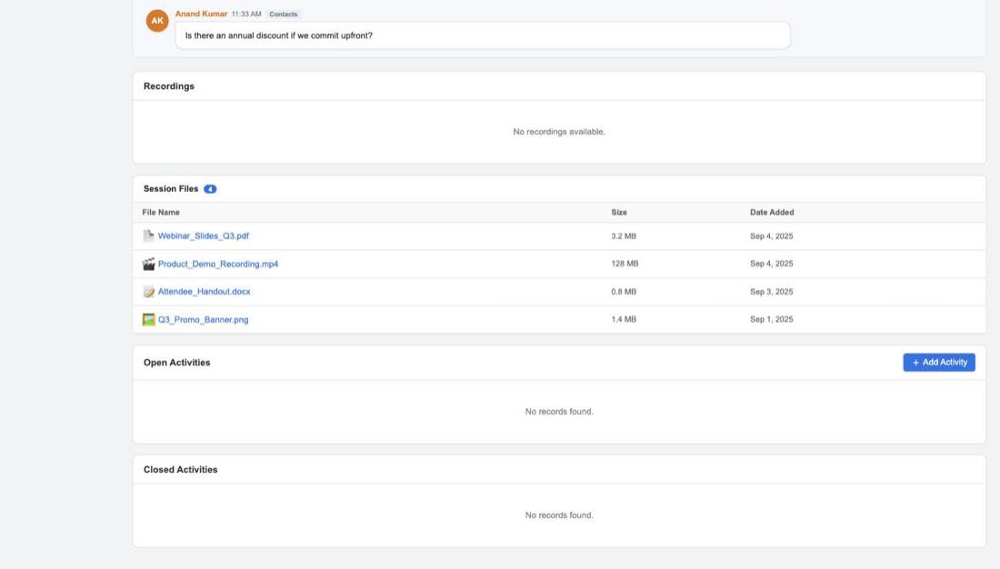 AK
Anand Kumar 11:33 AM Contacts
Is there an annual discount if we commit upfront?
Recordings
No recordings available.
Session Files 4
File Name Size Date Added
Webinar_Slides_Q3.pdf 3.2 MB Sep 4, 2025
Product_Demo_Recording.mp4 128 MB Sep 4, 2025
Attendee_Handout.docx 0.8 MB Sep 3, 2025
Q3_Promo_Banner.png 1.4 MB Sep 1, 2025
Open Activities + Add Activity
No records found.
Closed Activities
No records found.